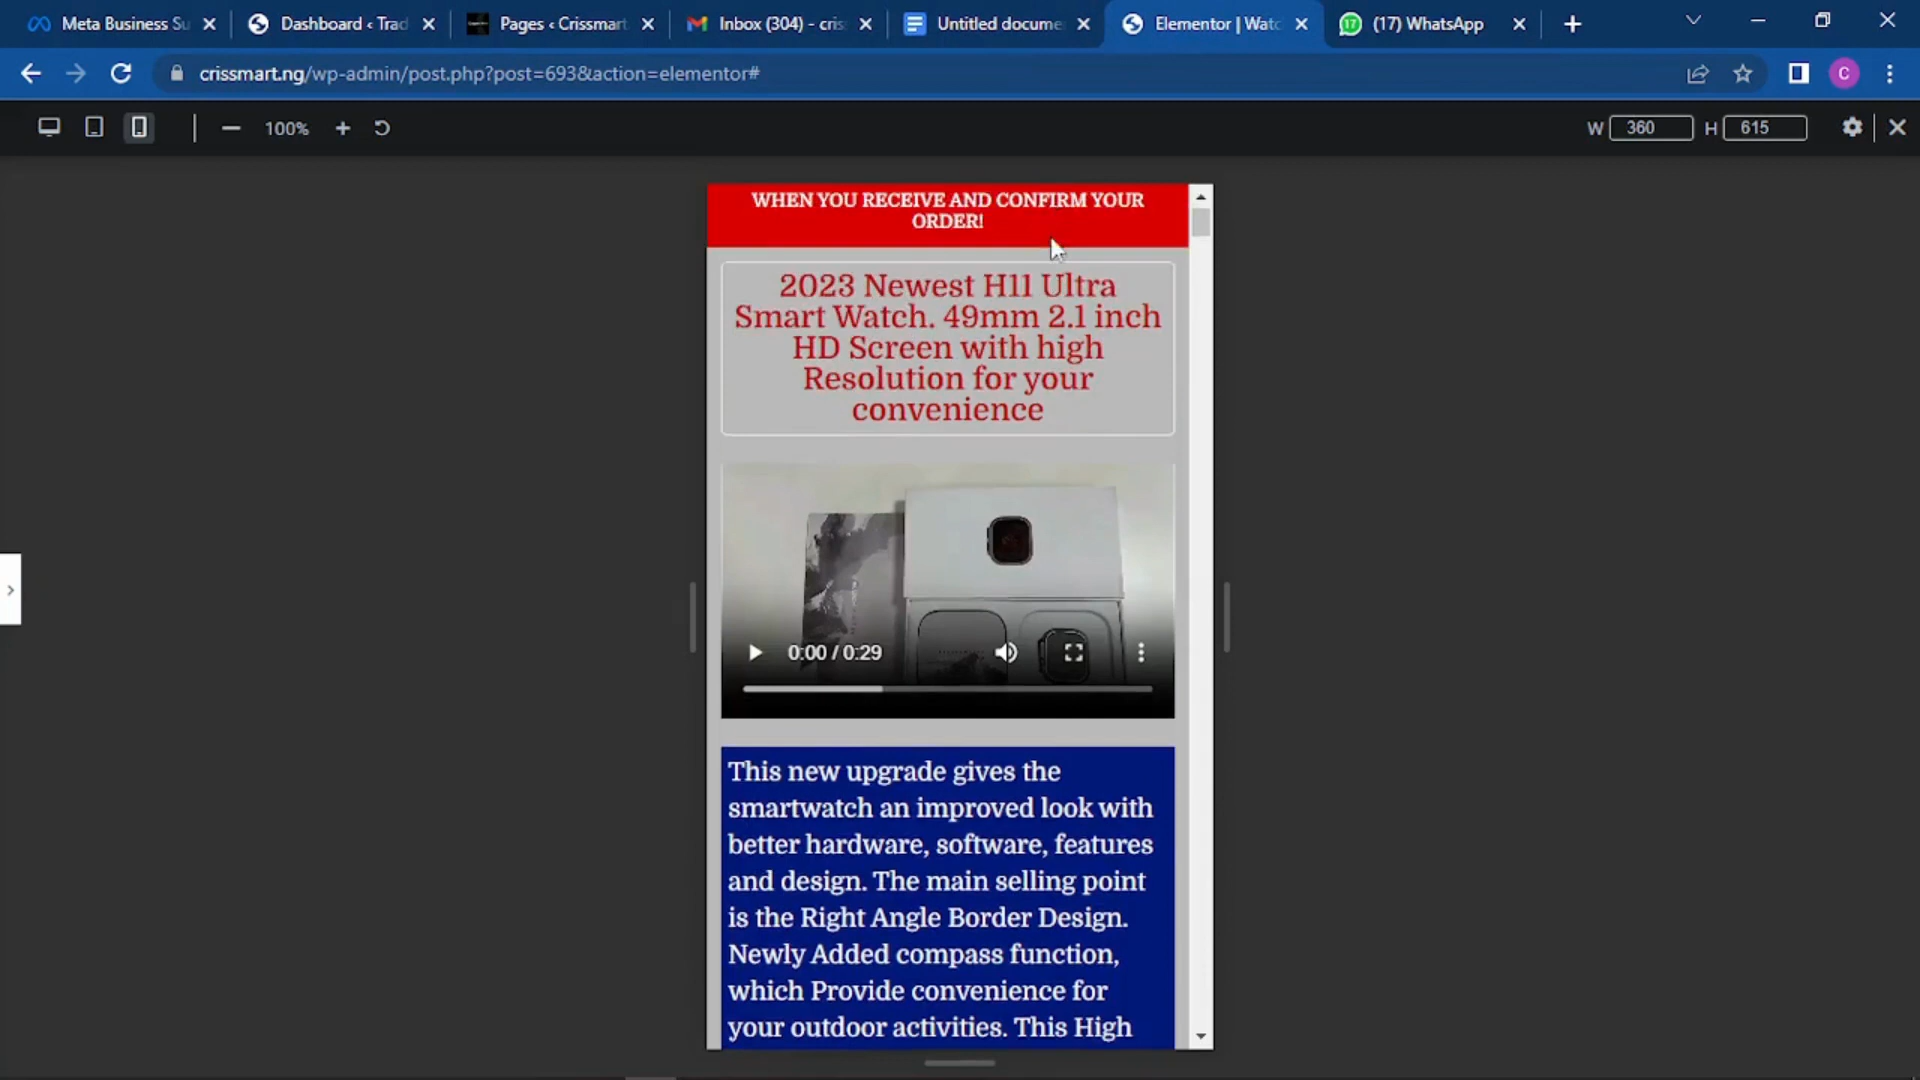 Meta Business Su
Dashboard ‹ Trad
Pages ‹ Crissmart
Inbox (304) - cris
Untitled docume
Elementor | Watc
17
(17) WhatsApp
crissmart.ng/wp-admin/post.php?post=693&action=elementor#
C
100%
W 360 H 615
WHEN YOU RECEIVE AND CONFIRM YOUR
ORDER!
2023 Newest H11 Ultra
Smart Watch. 49mm 2.1 inch
HD Screen with high
Resolution for your
convenience
0:00 / 0:29
This new upgrade gives the
smartwatch an improved look with
better hardware, software, features
and design. The main selling point
is the Right Angle Border Design.
Newly Added compass function,
which Provide convenience for
your outdoor activities. This High